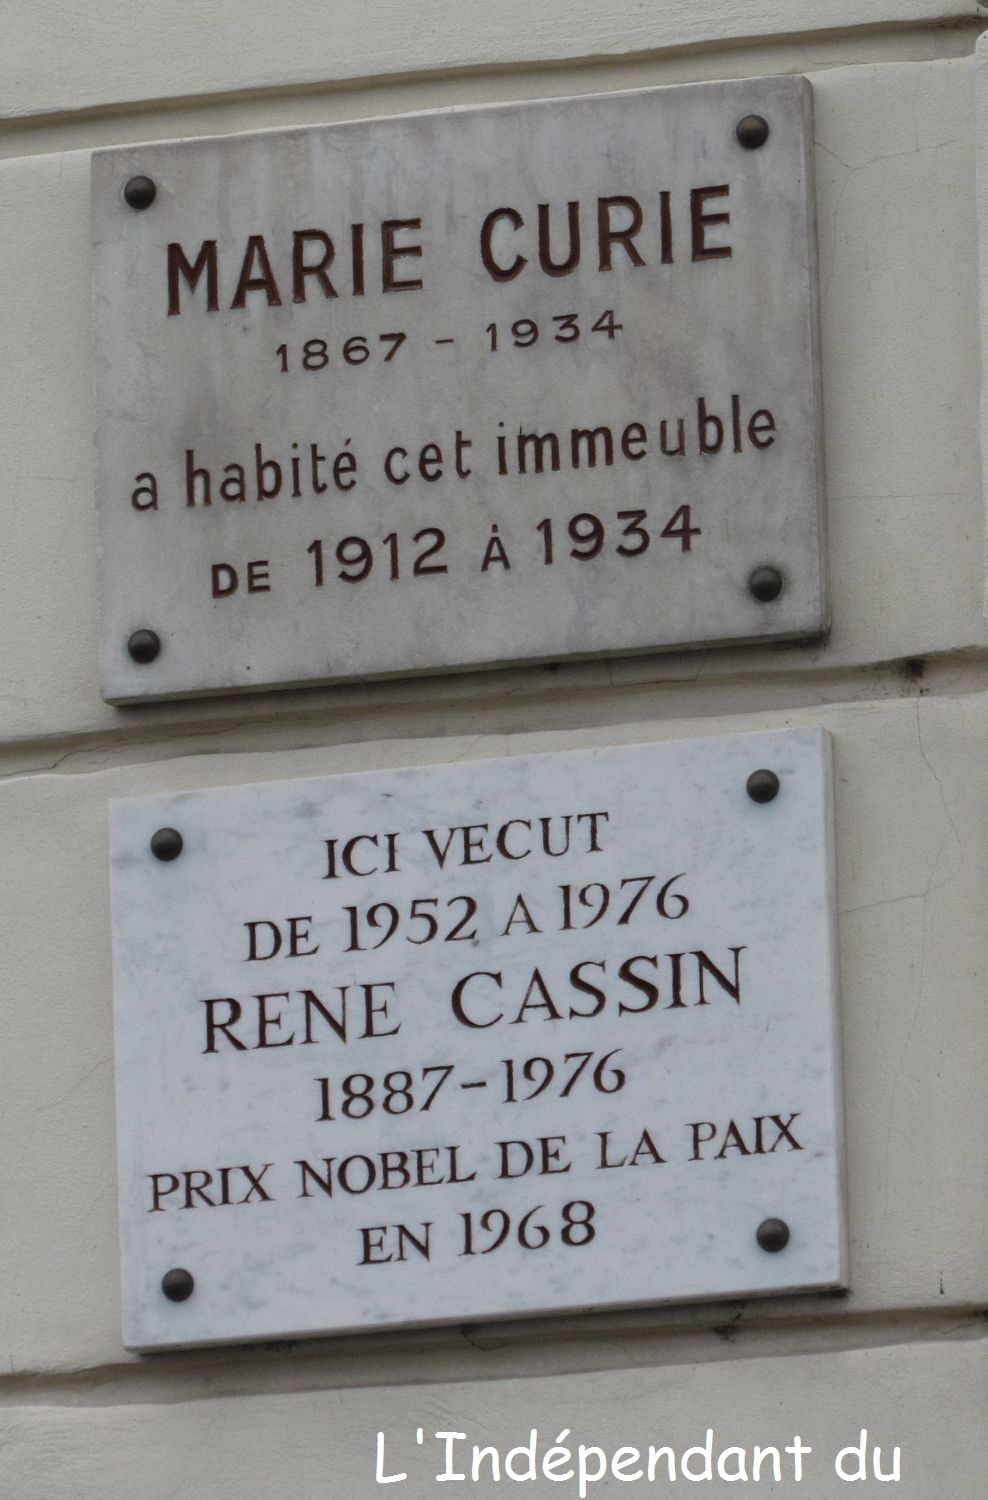 MARIE CURIE
1867 - 1934
a habité cet immeuble
DE 1912 À 1934
ICI VECUT
DE 1952 A 1976
RENE CASSIN
1887-1976
PRIX NOBEL DE LA PAIX
EN 1968
L'Indépendant du